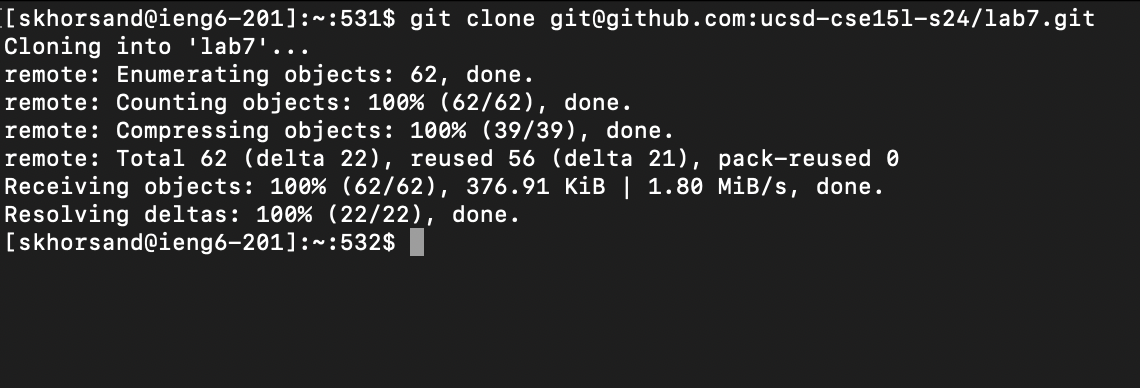 [[skhorsand@ieng6-201]:~:531$ git clone git@github.com:ucsd-cse15l-s24/lab7.git
Cloning into 'lab7'...
remote: Enumerating objects: 62, done.
remote: Counting objects: 100% (62/62), done.
remote: Compressing objects: 100% (39/39), done.
remote: Total 62 (delta 22), reused 56 (delta 21), pack-reused 0
Receiving objects: 100% (62/62), 376.91 KiB | 1.80 MiB/s, done.
Resolving deltas: 100% (22/22), done.
[skhorsand@ieng6-201]:~:532$